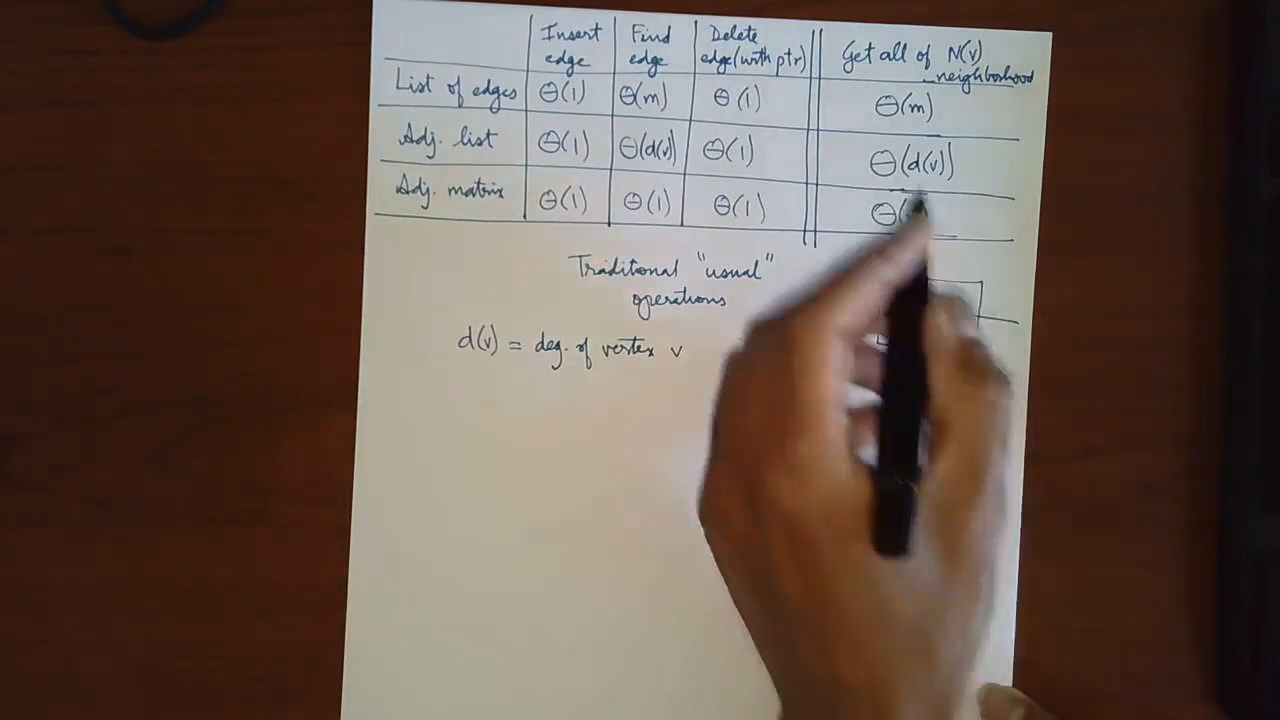 Insert edge | Find edge | Delete edge (with ptr) | Get all of N(v) neighborhood
List of edges | Θ(1) | Θ(m) | Θ(1) | Θ(m)
Adj. list | Θ(1) | Θ(d(v)) | Θ(1) | Θ(d(v))
Adj. matrix | Θ(1) | Θ(1) | Θ(1) | Θ(
Traditional "usual"
operations
d(v) = deg. of vertex v